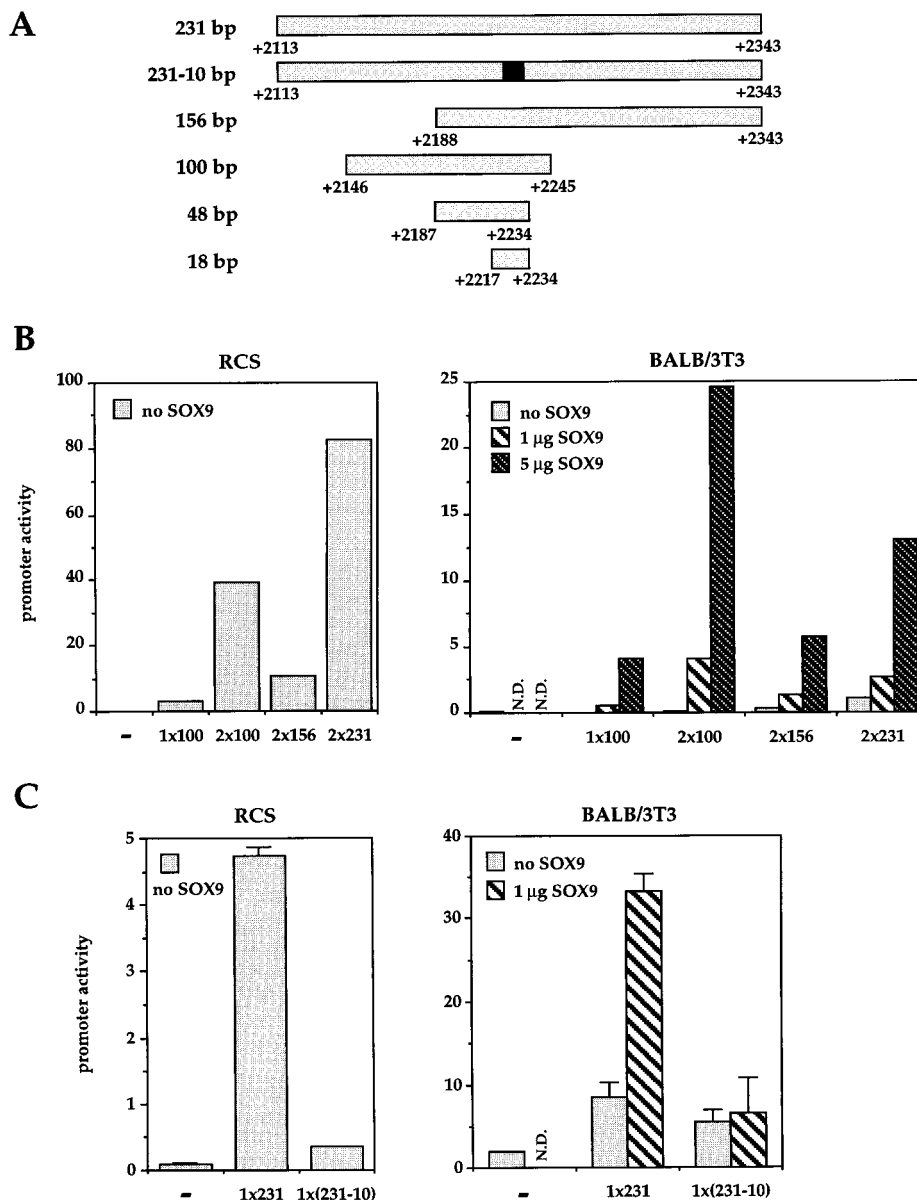 A
231 bp
+2113 +2343
231-10 bp
+2113 +2343
156 bp
+2188 +2343
100 bp
+2146 +2245
48 bp
+2187 +2234
18 bp
+2217 +2234
B
RCS
promoter activity
100
80
60
40
20
0
no SOX9
- 1x100 2x100 2x156 2x231
BALB/3T3
25
20
15
10
5
0
no SOX9
1 µg SOX9
5 µg SOX9
N.D. N.D.
- 1x100 2x100 2x156 2x231
C
RCS
promoter activity
5
4
3
2
1
0
no SOX9
- 1x231 1x(231-10)
BALB/3T3
40
30
20
10
0
no SOX9
1 µg SOX9
N.D.
- 1x231 1x(231-10)